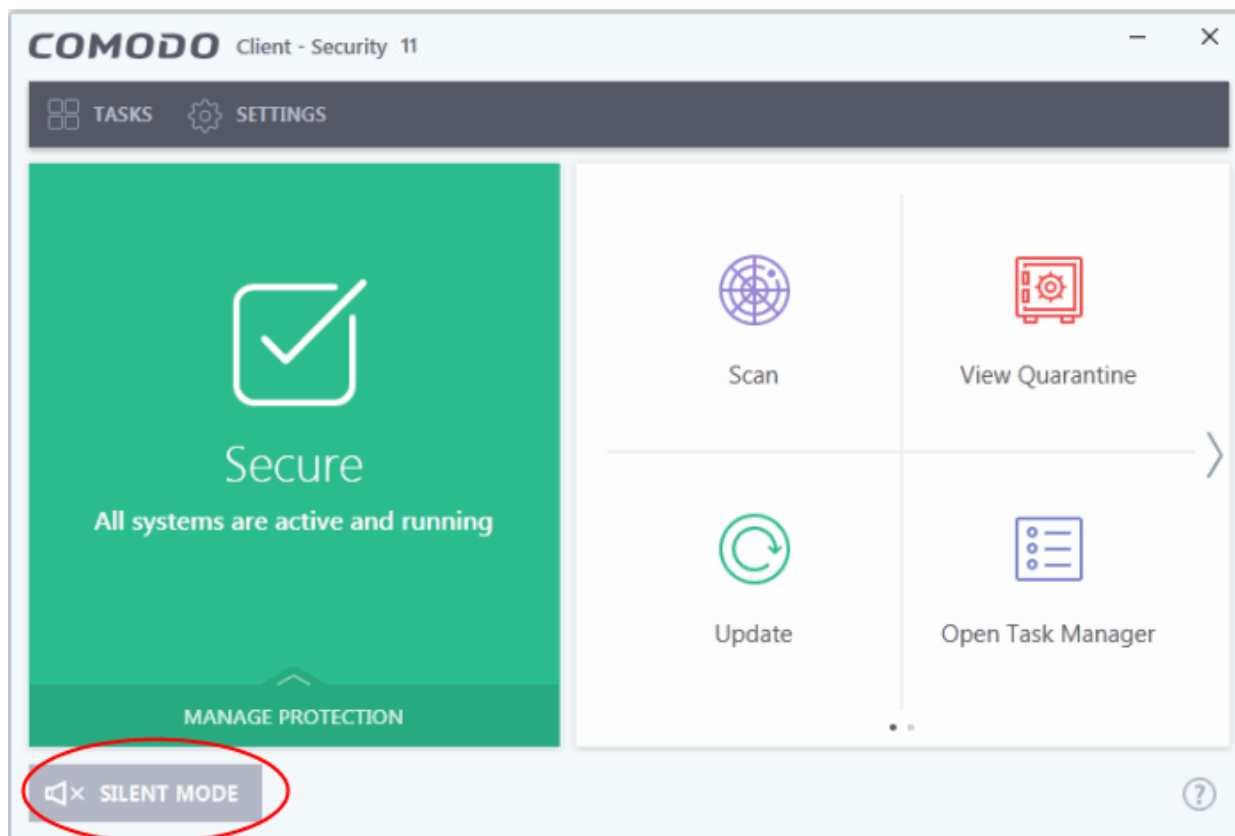 COMODO Client - Security 11
TASKS SETTINGS
Secure
All systems are active and running
MANAGE PROTECTION
Scan
View Quarantine
Update
Open Task Manager
SILENT MODE
?